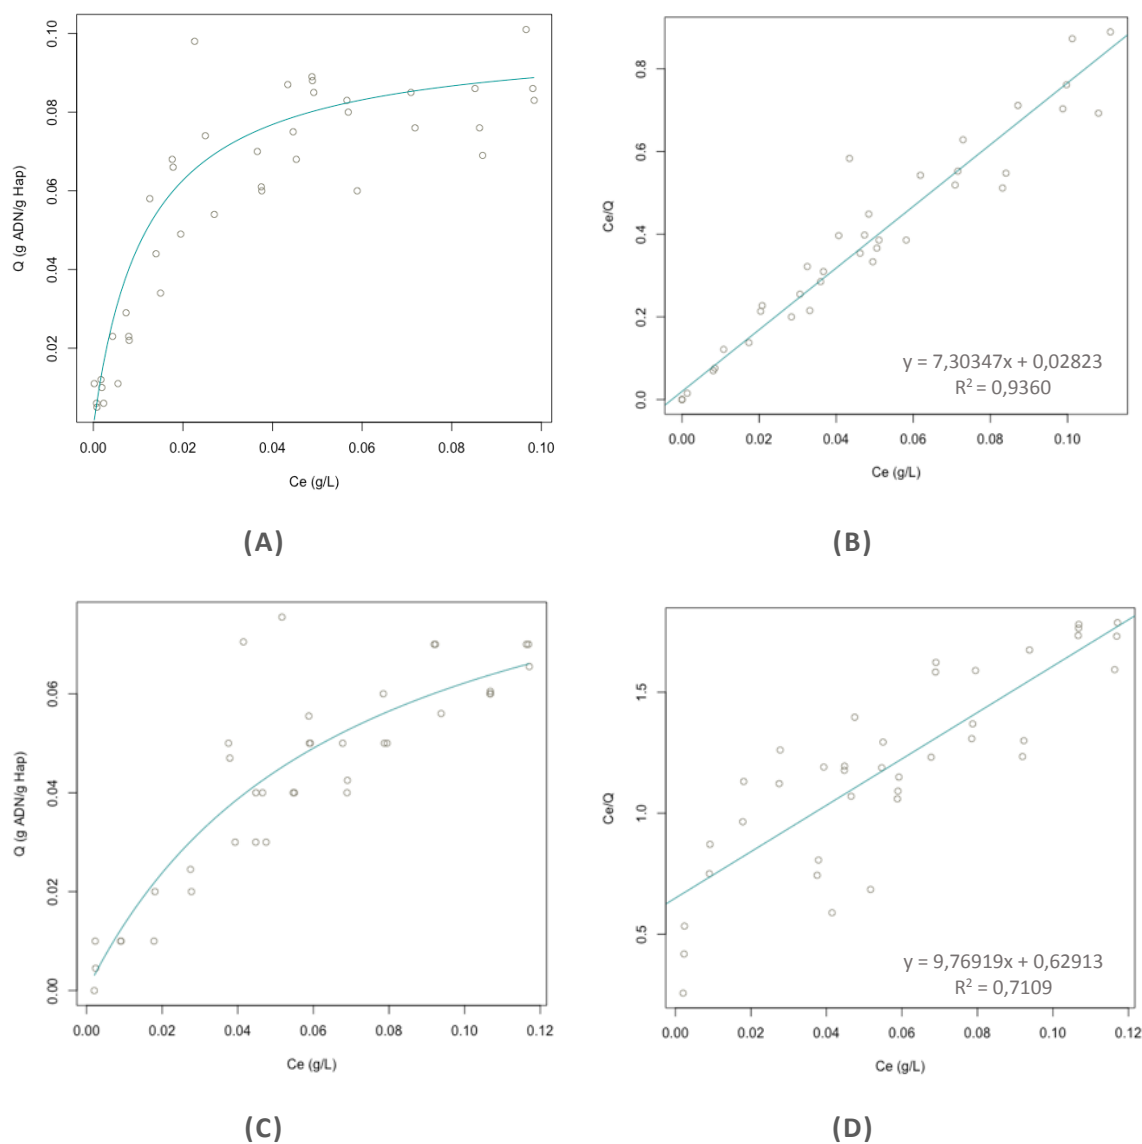 0.10
0.08
0.06
0.04
0.02
Q (g ADN/g Hap)
0.00 0.02 0.04 0.06 0.08 0.10
Ce (g/L)
(A)
0.8
0.6
0.4
0.2
0.0
Ce/Q
y = 7,30347x + 0,02823
R² = 0,9360
0.00 0.02 0.04 0.06 0.08 0.10
Ce (g/L)
(B)
0.06
0.04
0.02
0.00
Q (g ADN/g Hap)
0.00 0.02 0.04 0.06 0.08 0.10 0.12
Ce (g/L)
(C)
1.5
1.0
0.5
Ce/Q
y = 9,76919x + 0,62913
R² = 0,7109
0.00 0.02 0.04 0.06 0.08 0.10 0.12
Ce (g/L)
(D)